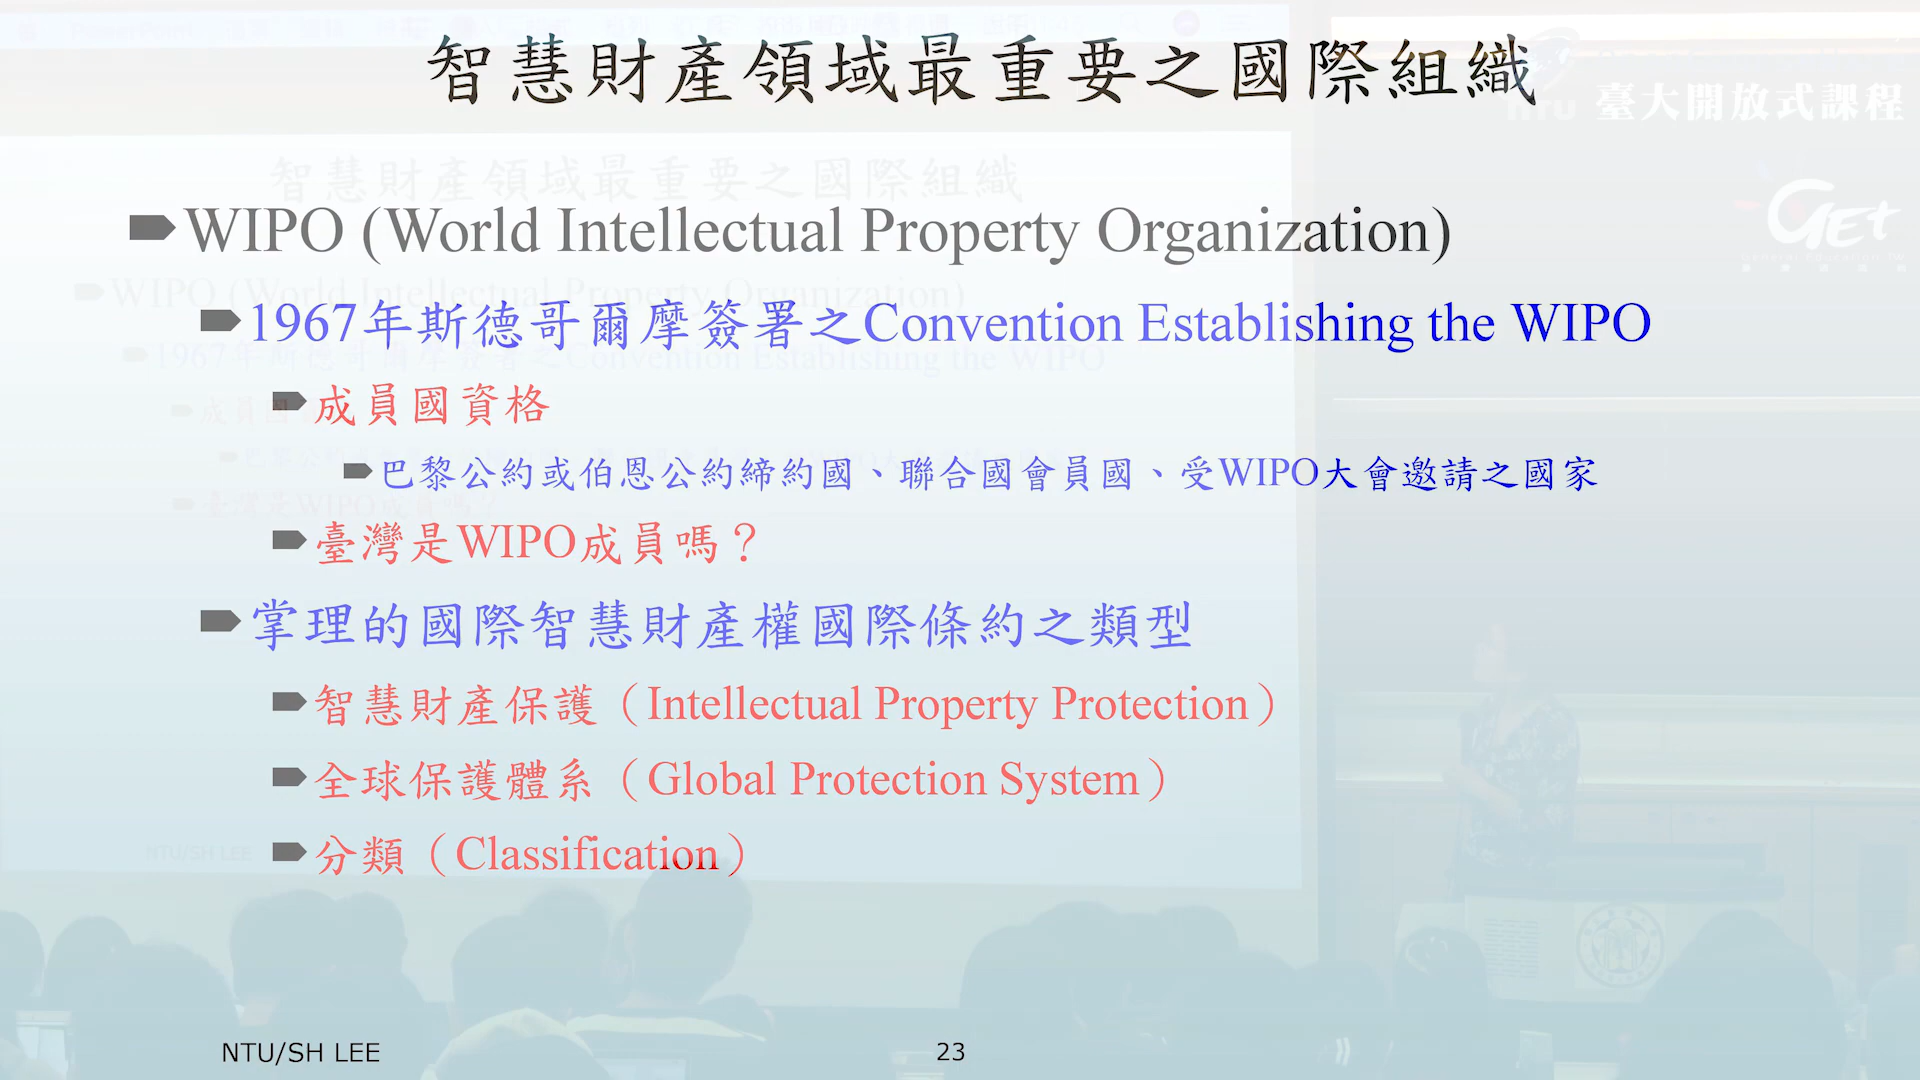 智慧財產領域最重要之國際組織
NTU 臺大開放式課程
GEt
WIPO (World Intellectual Property Organization)
1967年斯德哥爾摩簽署之Convention Establishing the WIPO
成員國資格
巴黎公約或伯恩公約締約國、聯合國會員國、受WIPO大會邀請之國家
臺灣是WIPO成員嗎？
掌理的國際智慧財產權國際條約之類型
智慧財產保護（Intellectual Property Protection）
全球保護體系（Global Protection System）
分類（Classification）
NTU/SH LEE
23